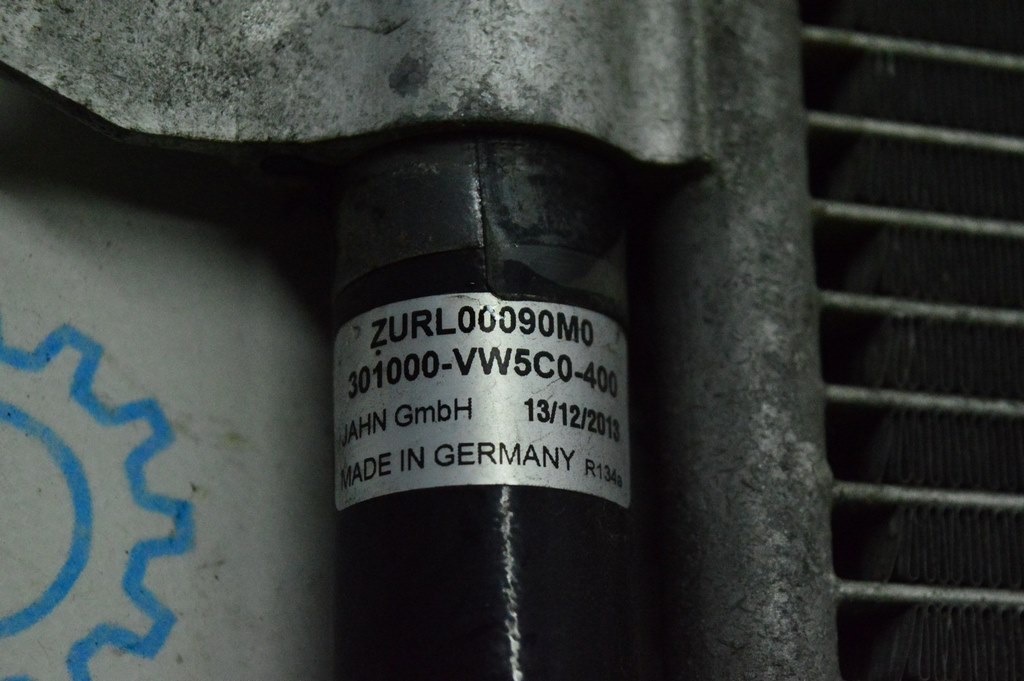 ZURL00090M0
301000-VW5C0-400
JAHN GmbH 13/12/2013
MADE IN GERMANY R134a